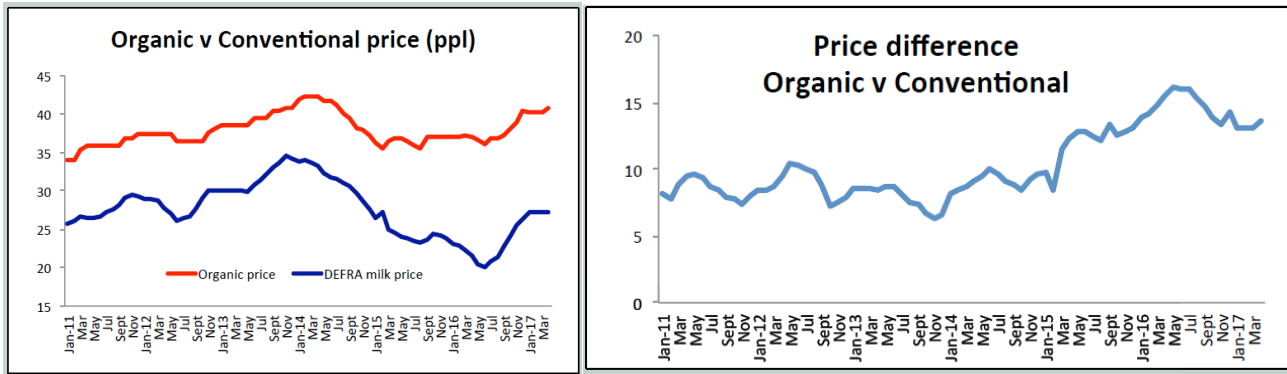 Organic v Conventional price (ppl)
45
40
35
30
25
20
15
Organic price
DEFRA milk price
Jan-11
Mar
May
Jul
Sept
Nov
Jan-12
Mar
May
Jul
Sept
Nov
Jan-13
Mar
May
Jul
Sept
Nov
Jan-14
Mar
May
Jul
Sept
Nov
Jan-15
Mar
May
Jul
Sept
Nov
Jan-16
Mar
May
Jul
Sept
Nov
Jan-17
Mar
Price difference
Organic v Conventional
20
15
10
5
0
Jan-11
Mar
May
Jul
Sept
Nov
Jan-12
Mar
May
Jul
Sept
Nov
Jan-13
Mar
May
Jul
Sept
Nov
Jan-14
Mar
May
Jul
Sept
Nov
Jan-15
Mar
May
Jul
Sept
Nov
Jan-16
Mar
May
Jul
Sept
Nov
Jan-17
Mar